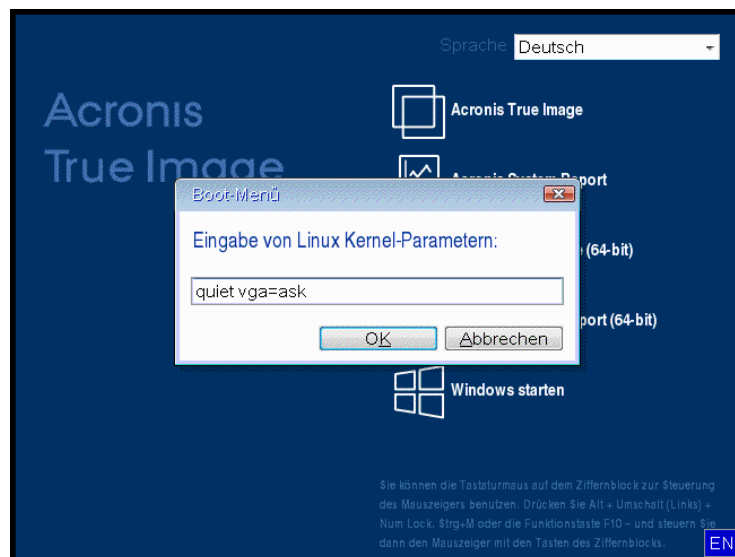 Sprache Deutsch
Acronis
True Image
Acronis True Image
Acronis System Report
Boot-Menü
Eingabe von Linux Kernel-Parametern:
(64-bit)
quiet vga=ask
port (64-bit)
OK Abbrechen
Windows starten
Sie können die Tastaturmaus auf dem Ziffernblock zur Steuerung
des Mauszeigers benutzen. Drücken Sie Alt + Umschalt (Links) +
Num Lock. Strg+M oder die Funktionstaste F10 – und steuern Sie
dann den Mauszeiger mit den Tasten des Ziffernblocks.
EN